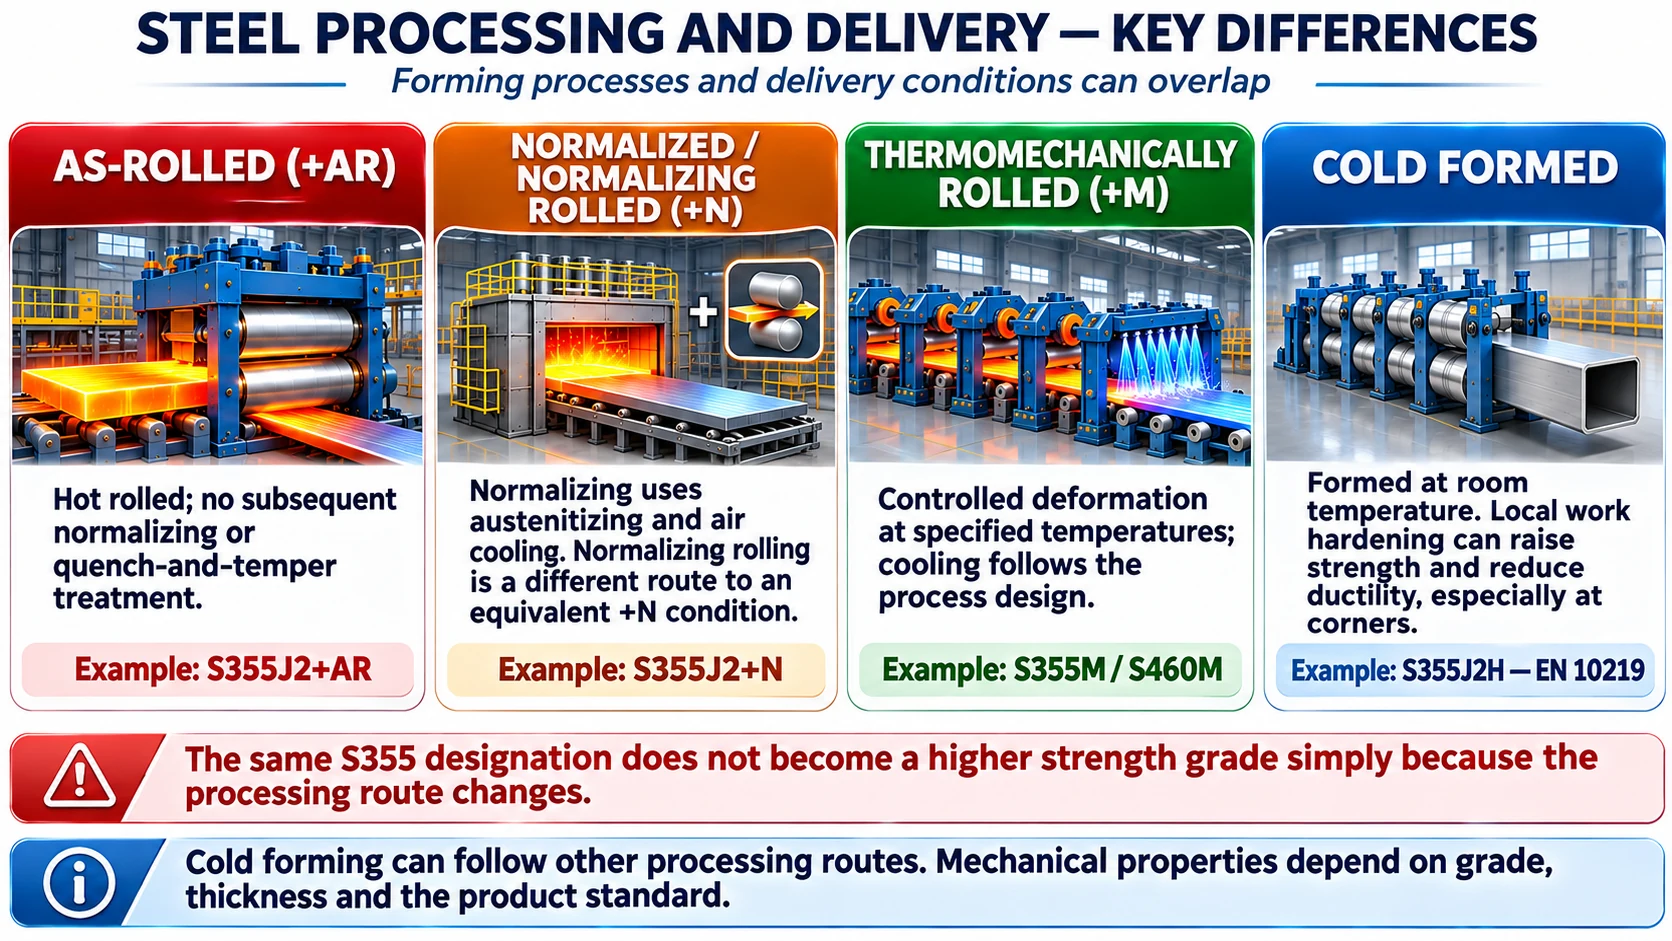 STEEL PROCESSING AND DELIVERY — KEY DIFFERENCES
Forming processes and delivery conditions can overlap
AS-ROLLED (+AR)
Hot rolled; no subsequent
normalizing or
quench-and-temper
treatment.
Example: S355J2+AR
NORMALIZED /
NORMALIZING
ROLLED (+N)
+
Normalizing uses
austenitizing and air
cooling. Normalizing rolling
is a different route to an
equivalent +N condition.
Example: S355J2+N
THERMOMECHANICALLY
ROLLED (+M)
Controlled deformation
at specified temperatures;
cooling follows the
process design.
Example: S355M / S460M
COLD FORMED
Formed at room
temperature. Local work
hardening can raise
strength and reduce
ductility, especially at
corners.
Example: S355J2H — EN 10219
The same S355 designation does not become a higher strength grade simply because the
processing route changes.
Cold forming can follow other processing routes. Mechanical properties depend on grade,
thickness and the product standard.